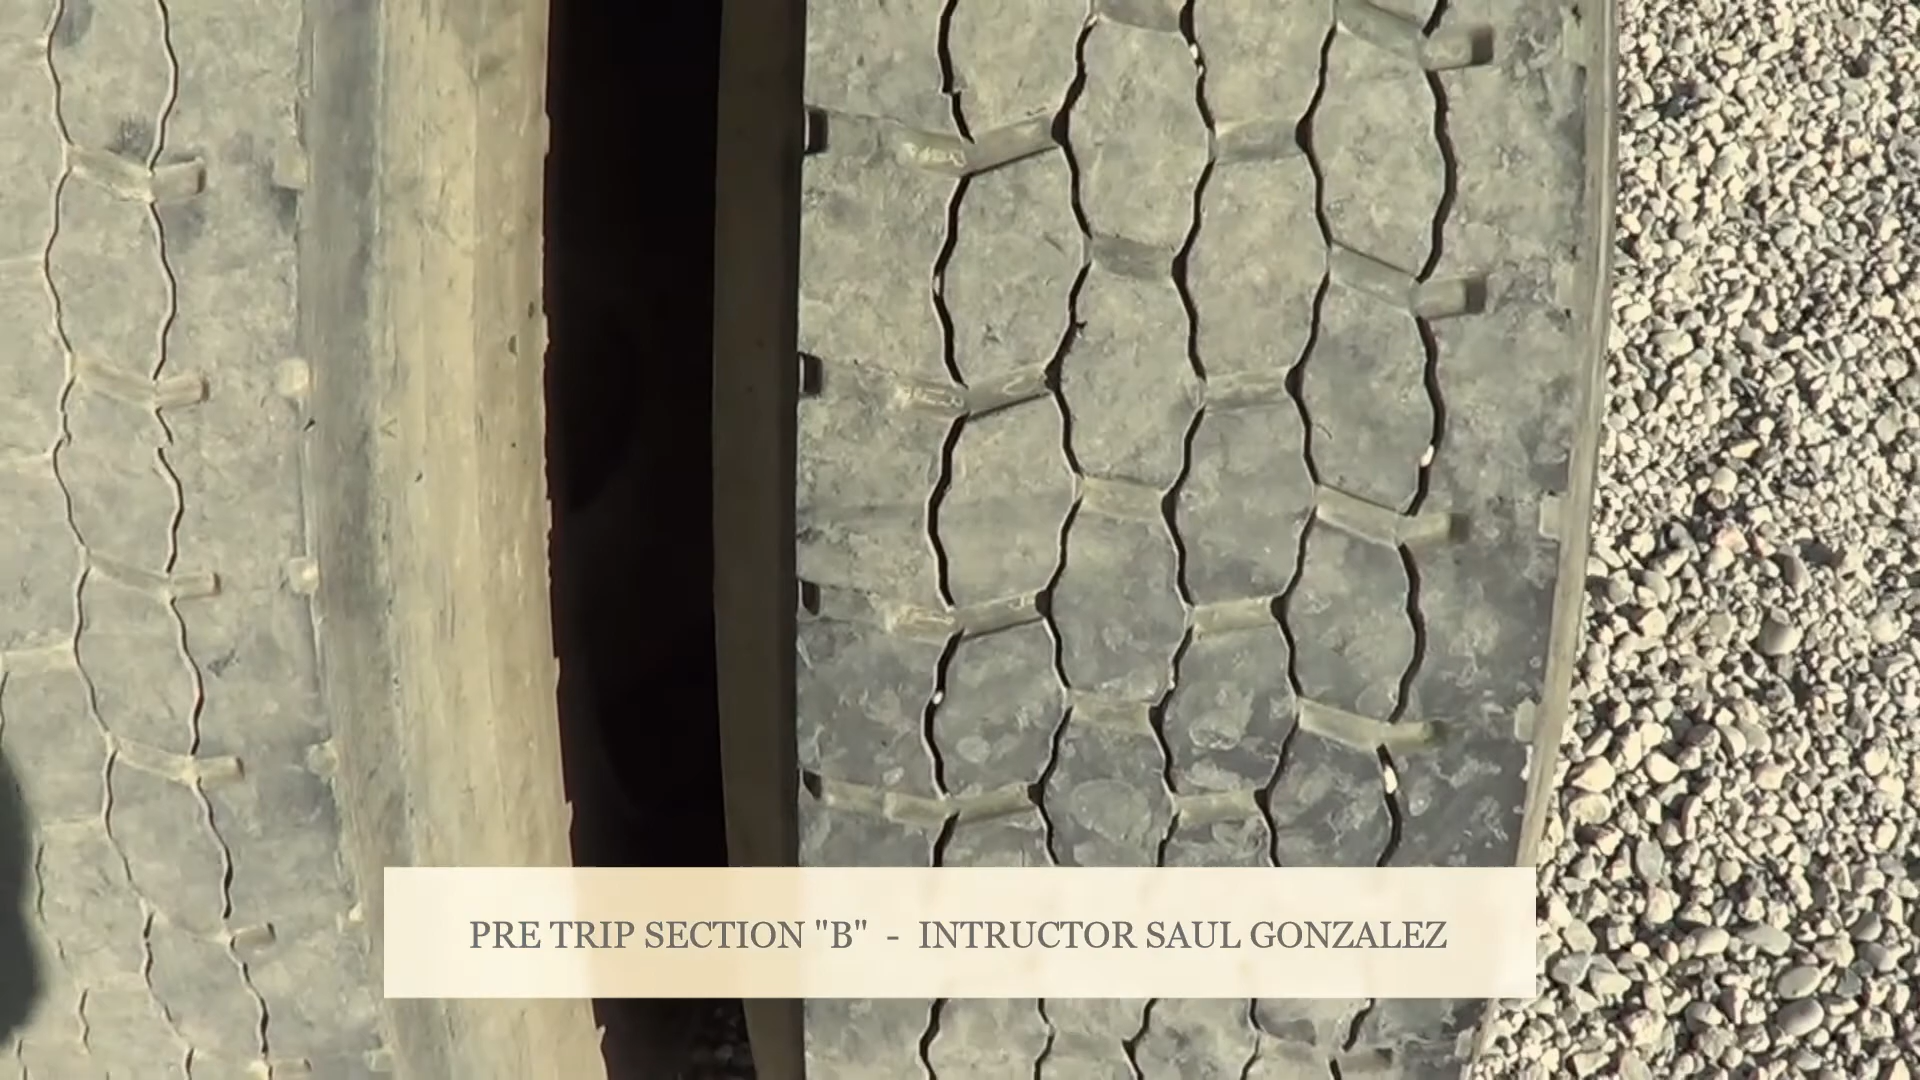 PRE TRIP SECTION "B" - INTRUCTOR SAUL GONZALEZ